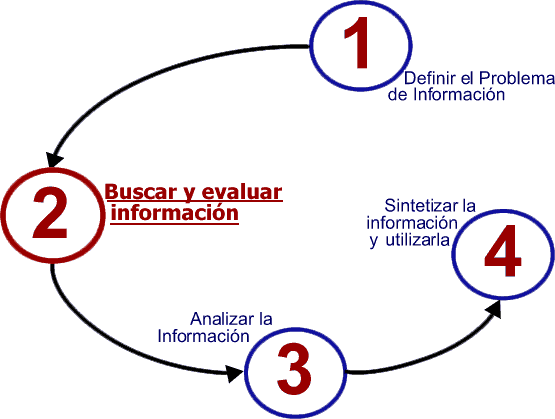 1
Definir el Problema
de Información
2
Buscar y evaluar
información
Analizar la
Información
3
Sintetizar la
información
y utilizarla
4